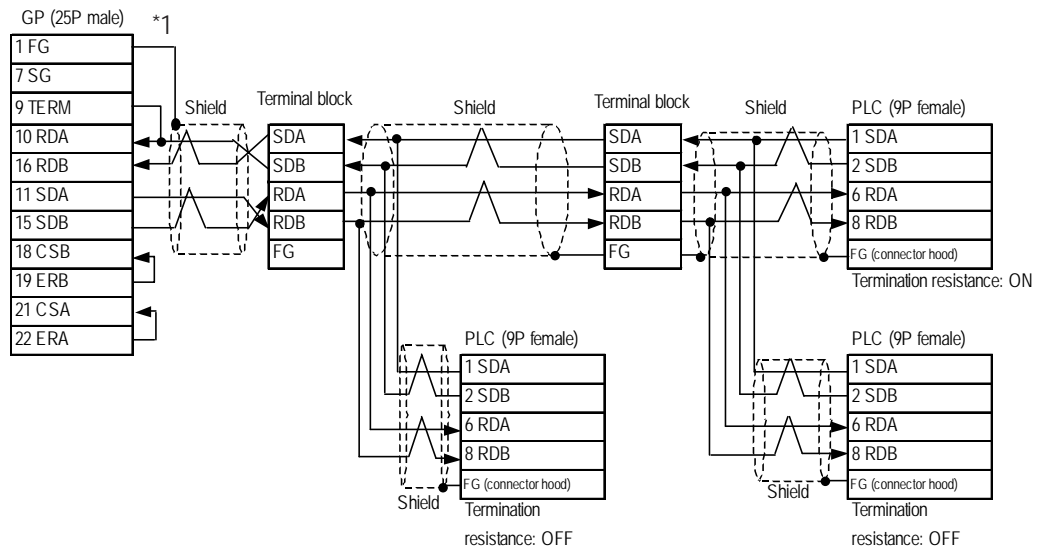 GP (25P male)
*1
1 FG
7 SG
9 TERM
10 RDA
16 RDB
11 SDA
15 SDB
18 CSB
19 ERB
21 CSA
22 ERA
Shield
Terminal block
SDA
SDB
RDA
RDB
FG
Shield
Terminal block
SDA
SDB
RDA
RDB
FG
Shield
PLC (9P female)
1 SDA
2 SDB
6 RDA
8 RDB
FG (connector hood)
Termination resistance: ON
PLC (9P female)
1 SDA
2 SDB
6 RDA
8 RDB
FG (connector hood)
Shield
Termination
resistance: OFF
PLC (9P female)
1 SDA
2 SDB
6 RDA
8 RDB
FG (connector hood)
Shield
Termination
resistance: OFF